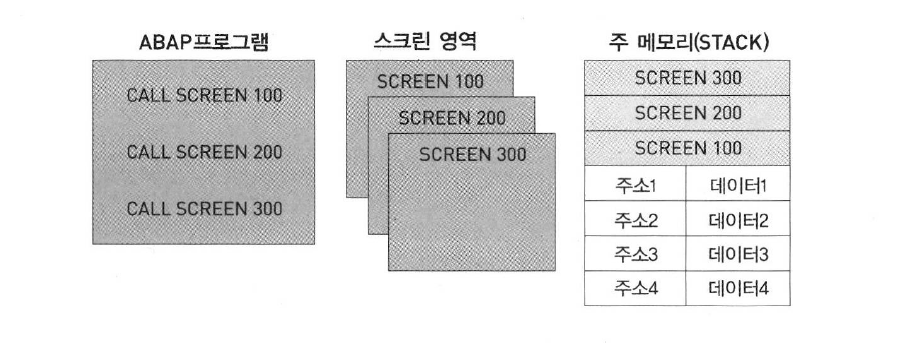 ABAP프로그램
CALL SCREEN 100
CALL SCREEN 200
CALL SCREEN 300
스크린 영역
SCREEN 100
SCREEN 200
SCREEN 300
주 메모리(STACK)
SCREEN 300
SCREEN 200
SCREEN 100
주소1 데이터1
주소2 데이터2
주소3 데이터3
주소4 데이터4